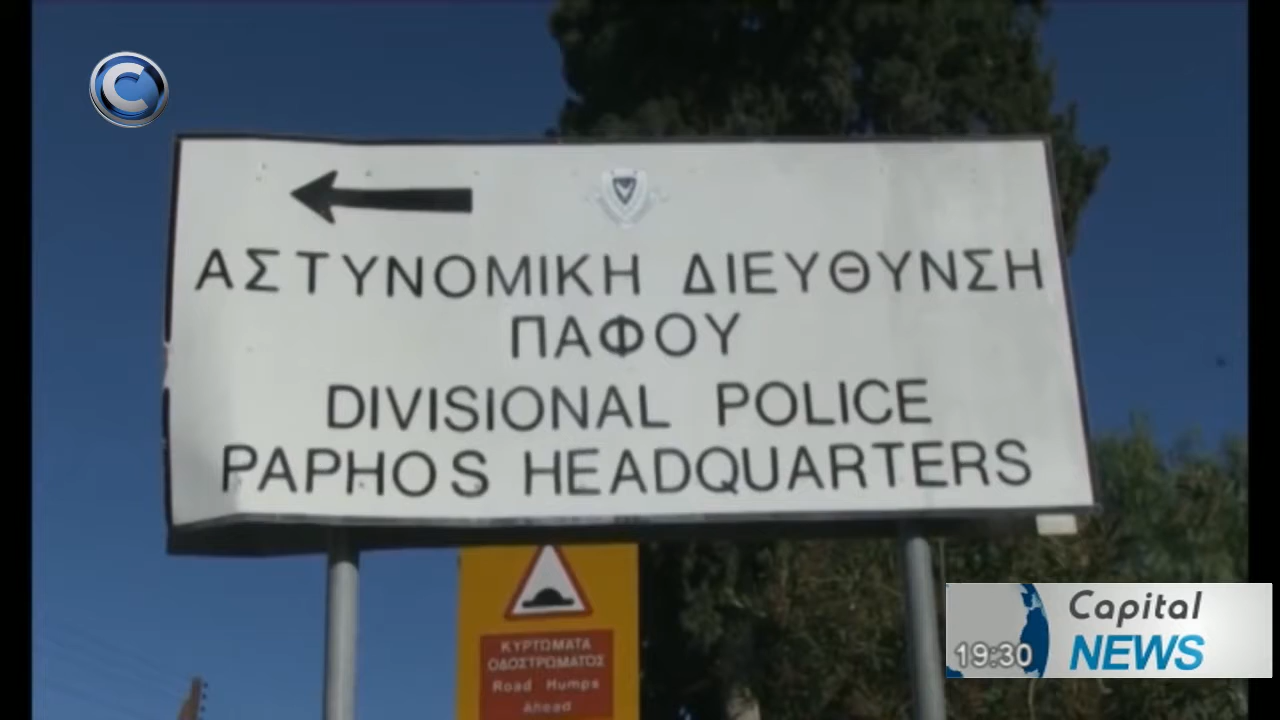 C
ΑΣΤΥΝΟΜΙΚΗ ΔΙΕΥΘΥΝΣΗ
ΠΑΦΟΥ
DIVISIONAL POLICE
PAPHOS HEADQUARTERS
ΚΥΡΤΩΜΑΤΑ
ΟΔΟΣΤΡΩΜΑΤΟΣ
Road Humps
Ahead
Capital
NEWS
19:30